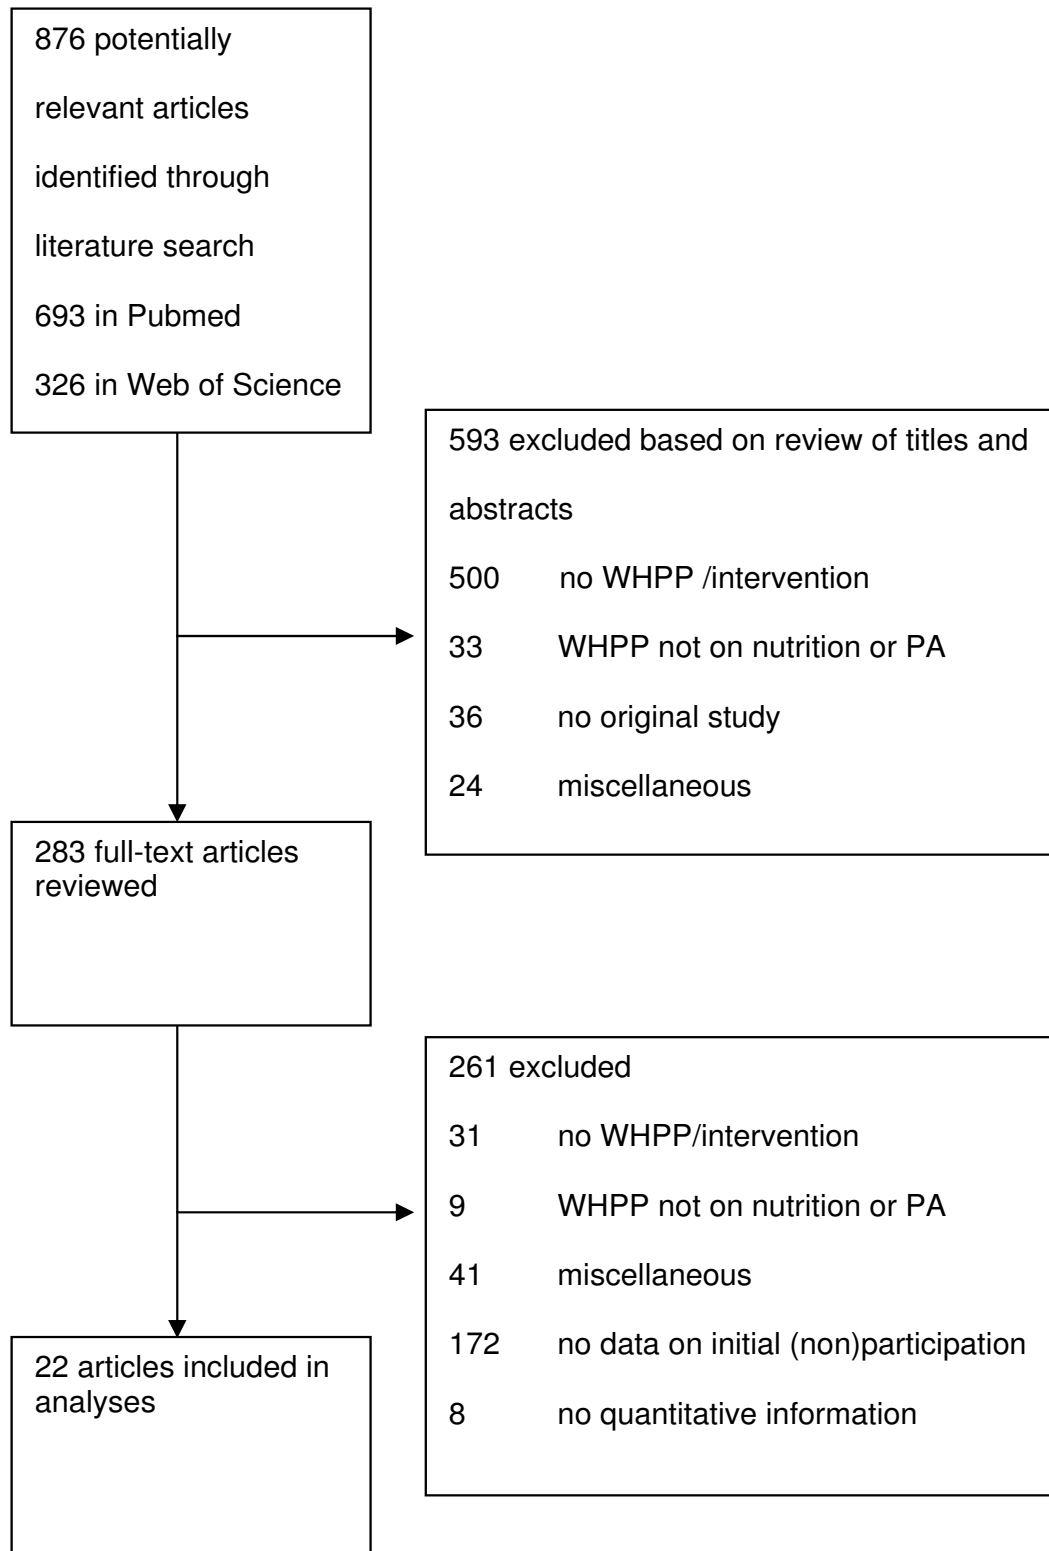 876 potentially
relevant articles
identified through
literature search
693 in Pubmed
326 in Web of Science
593 excluded based on review of titles and
abstracts
500 no WHPP /intervention
33 WHPP not on nutrition or PA
36 no original study
24 miscellaneous
283 full-text articles
reviewed
261 excluded
31 no WHPP/intervention
9 WHPP not on nutrition or PA
41 miscellaneous
172 no data on initial (non)participation
8 no quantitative information
22 articles included in
analyses